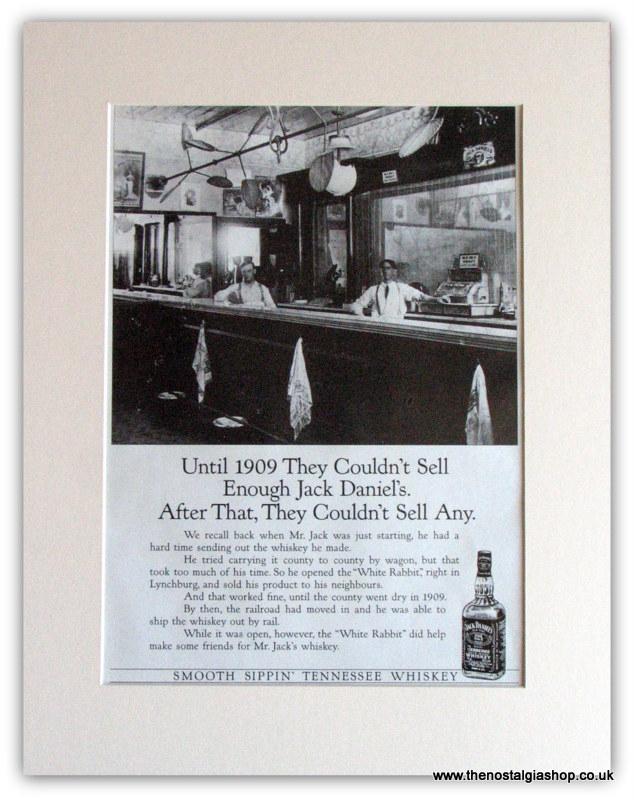 Until 1909 They Couldn't Sell
Enough Jack Daniel's.
After That, They Couldn't Sell Any.
We recall back when Mr. Jack was just starting, he had a
hard time sending out the whiskey he made.
He tried carrying it county to county by wagon, but that
took too much of his time. So he opened the "White Rabbit," right in
Lynchburg, and sold his product to his neighbours.
And that worked fine, until the county went dry in 1909.
By then, the railroad had moved in and he was able to
ship the whiskey out by rail.
While it was open, however, the "White Rabbit" did help
make some friends for Mr. Jack's whiskey.
JACK DANIEL'S
TENNESSEE
WHISKEY
SMOOTH SIPPIN' TENNESSEE WHISKEY
www.thenostalgiashop.co.uk